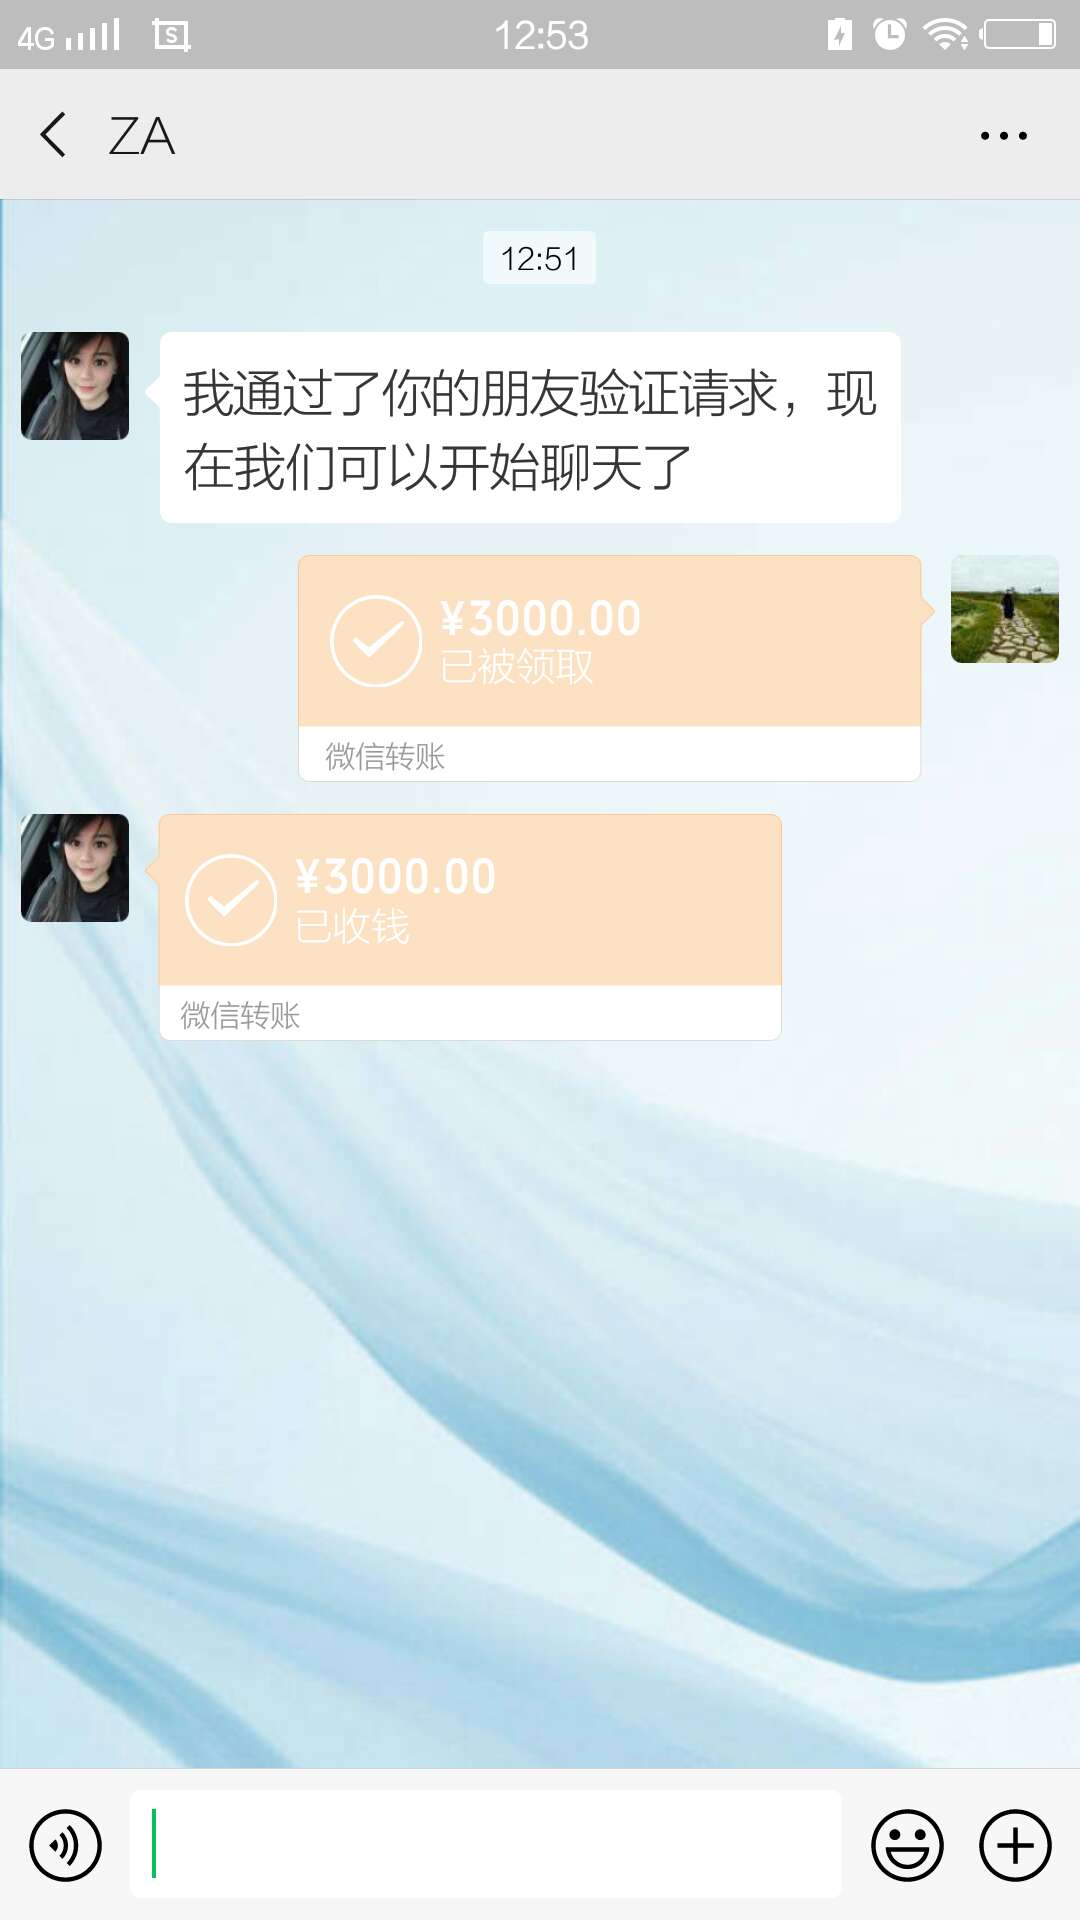 4G
12:53
ZA
12:51
我通过了你的朋友验证请求，现
在我们可以开始聊天了
¥3000.00
已被领取
微信转账
¥3000.00
已收钱
微信转账